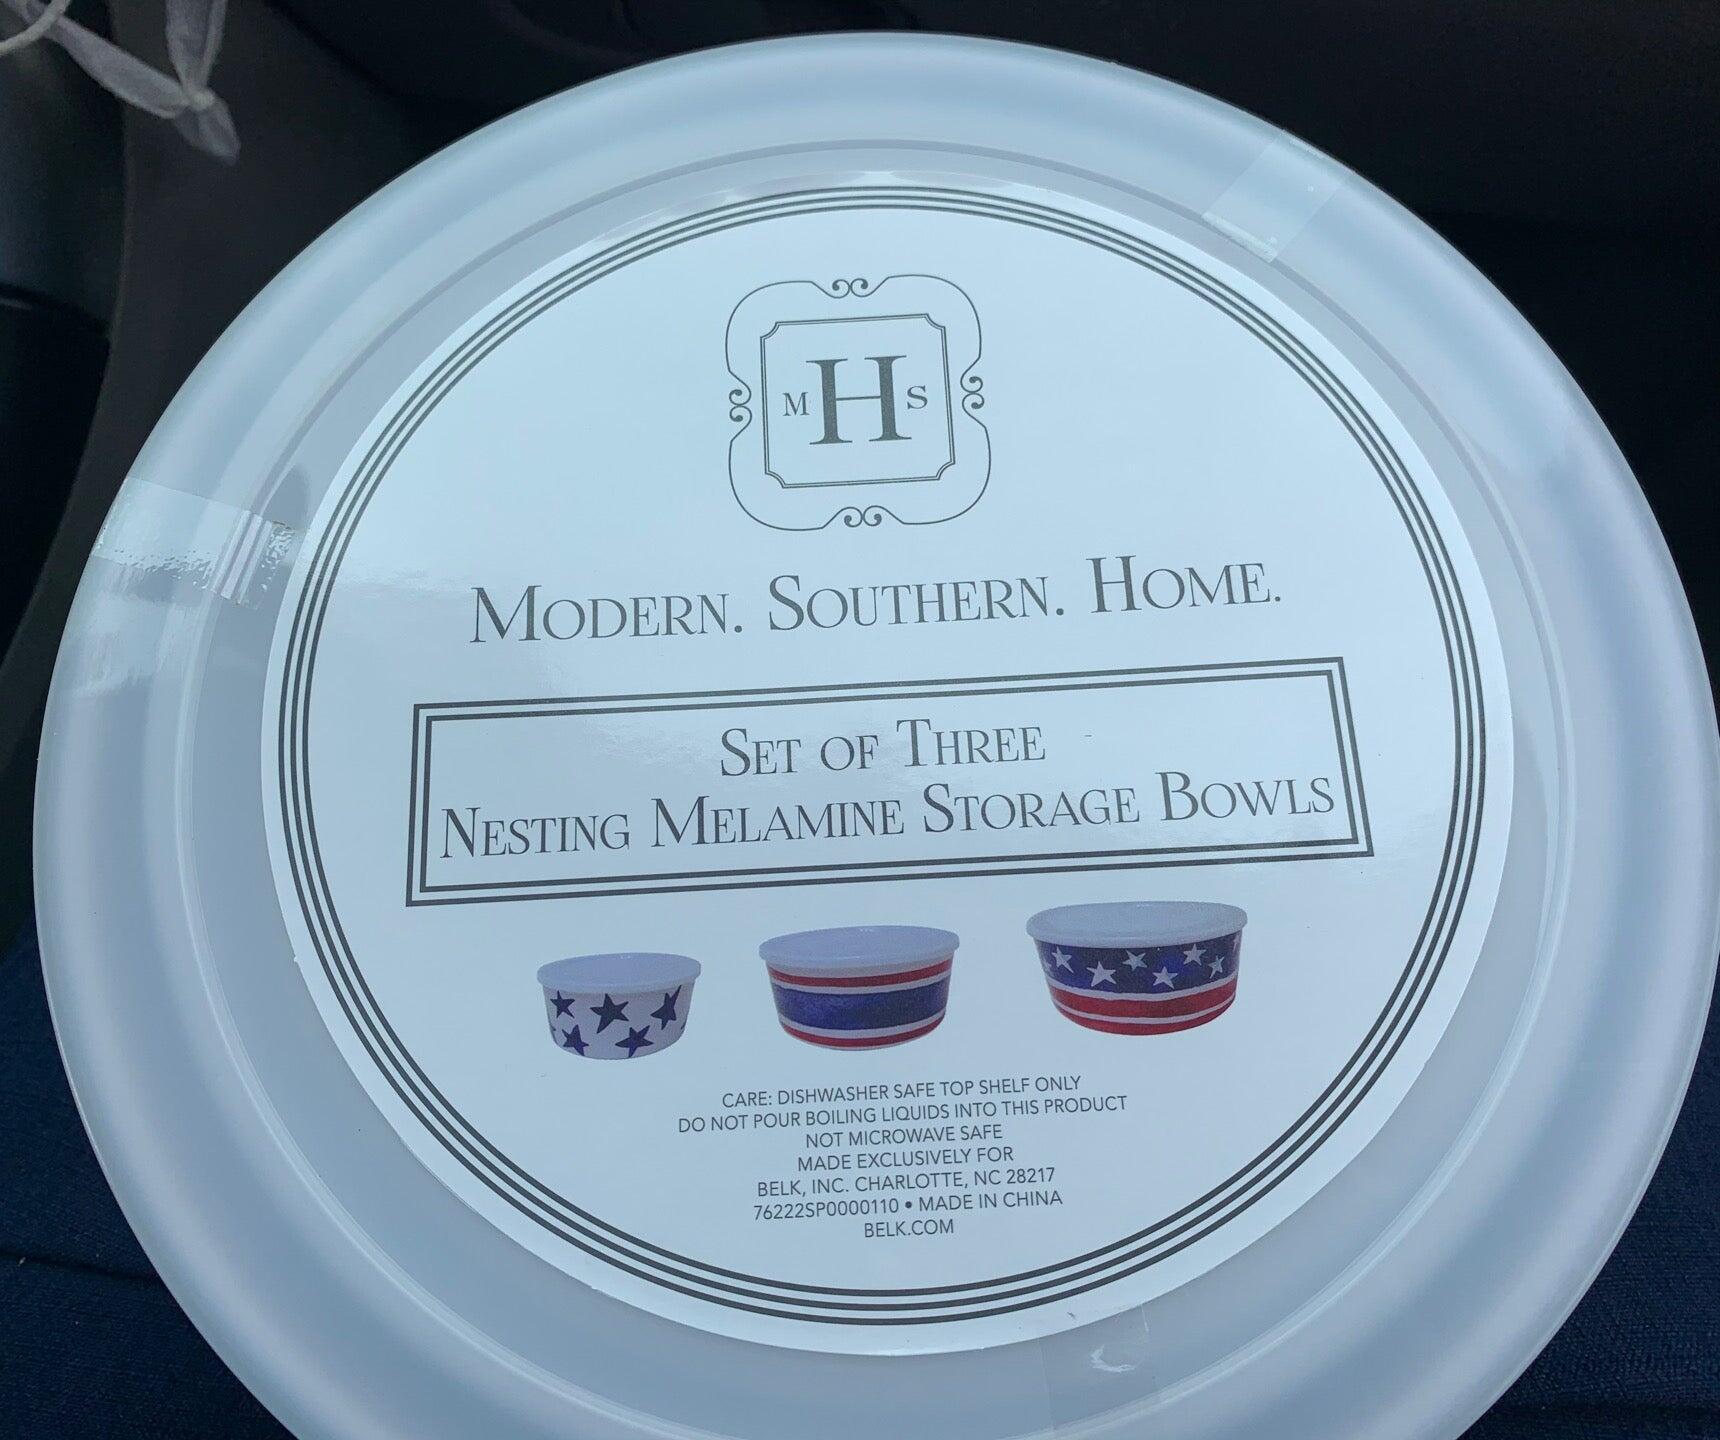 M H S
MODERN. SOUTHERN. HOME.
SET OF THREE
NESTING MELAMINE STORAGE BOWLS
CARE: DISHWASHER SAFE TOP SHELF ONLY
DO NOT POUR BOILING LIQUIDS INTO THIS PRODUCT
NOT MICROWAVE SAFE
MADE EXCLUSIVELY FOR
BELK, INC. CHARLOTTE, NC 28217
76222SP0000110 • MADE IN CHINA
BELK.COM